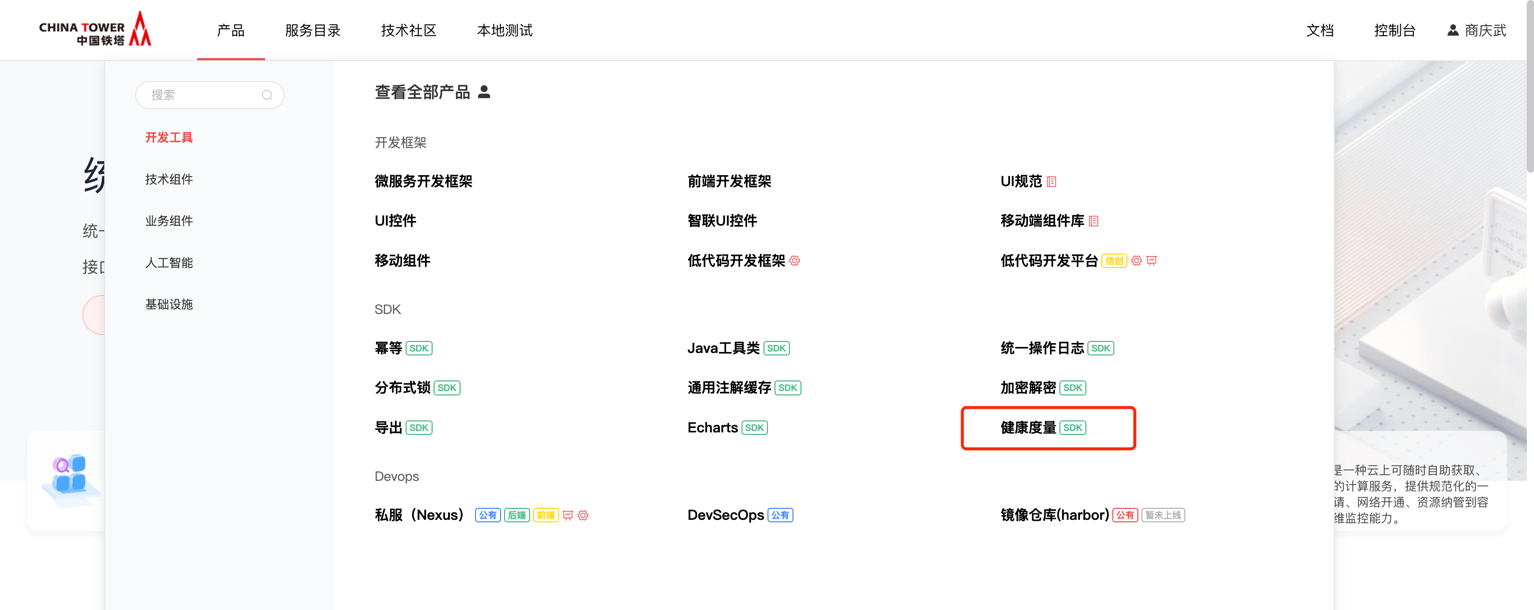 CHINA TOWER
中国铁塔
产品
服务目录
技术社区
本地测试
文档
控制台
商庆武
搜索
开发工具
技术组件
业务组件
人工智能
基础设施
统
统一
接口
查看全部产品
开发框架
微服务开发框架
前端开发框架
UI规范
UI控件
智联UI控件
移动端组件库
移动组件
低代码开发框架
低代码开发平台 信创
SDK
幂等 SDK
Java工具类 SDK
统一操作日志 SDK
分布式锁 SDK
通用注解缓存 SDK
加密解密 SDK
导出 SDK
Echarts SDK
健康度量 SDK
Devops
私服（Nexus） 公有 后端 前端
DevSecOps 公有
镜像仓库(harbor) 公有 暂未上线
是一种云上可随时自助获取、
的计算服务，提供规范化的一
请、网络开通、资源纳管到容
维监控能力。